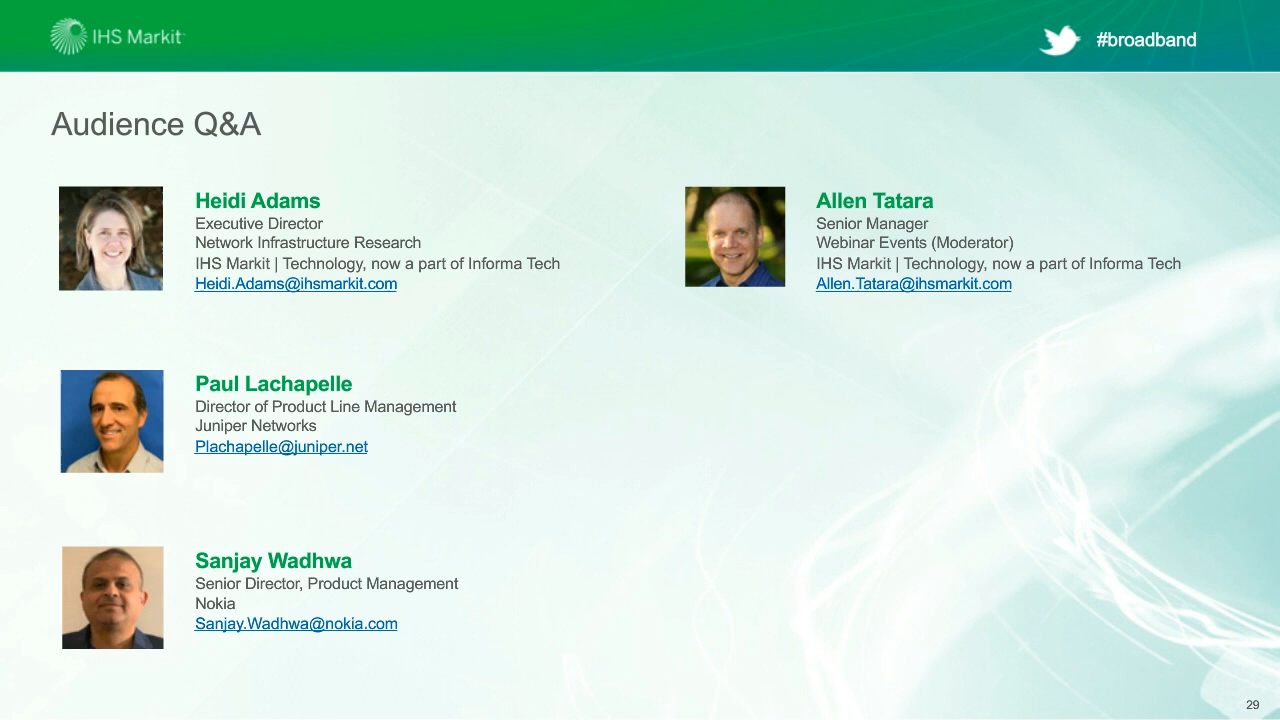 IHS Markit
#broadband
Audience Q&A
Heidi Adams
Executive Director
Network Infrastructure Research
IHS Markit | Technology, now a part of Informa Tech
Heidi.Adams@ihsmarkit.com
Allen Tatara
Senior Manager
Webinar Events (Moderator)
IHS Markit | Technology, now a part of Informa Tech
Allen.Tatara@ihsmarkit.com
Paul Lachapelle
Director of Product Line Management
Juniper Networks
Plachapelle@juniper.net
Sanjay Wadhwa
Senior Director, Product Management
Nokia
Sanjay.Wadhwa@nokia.com
29